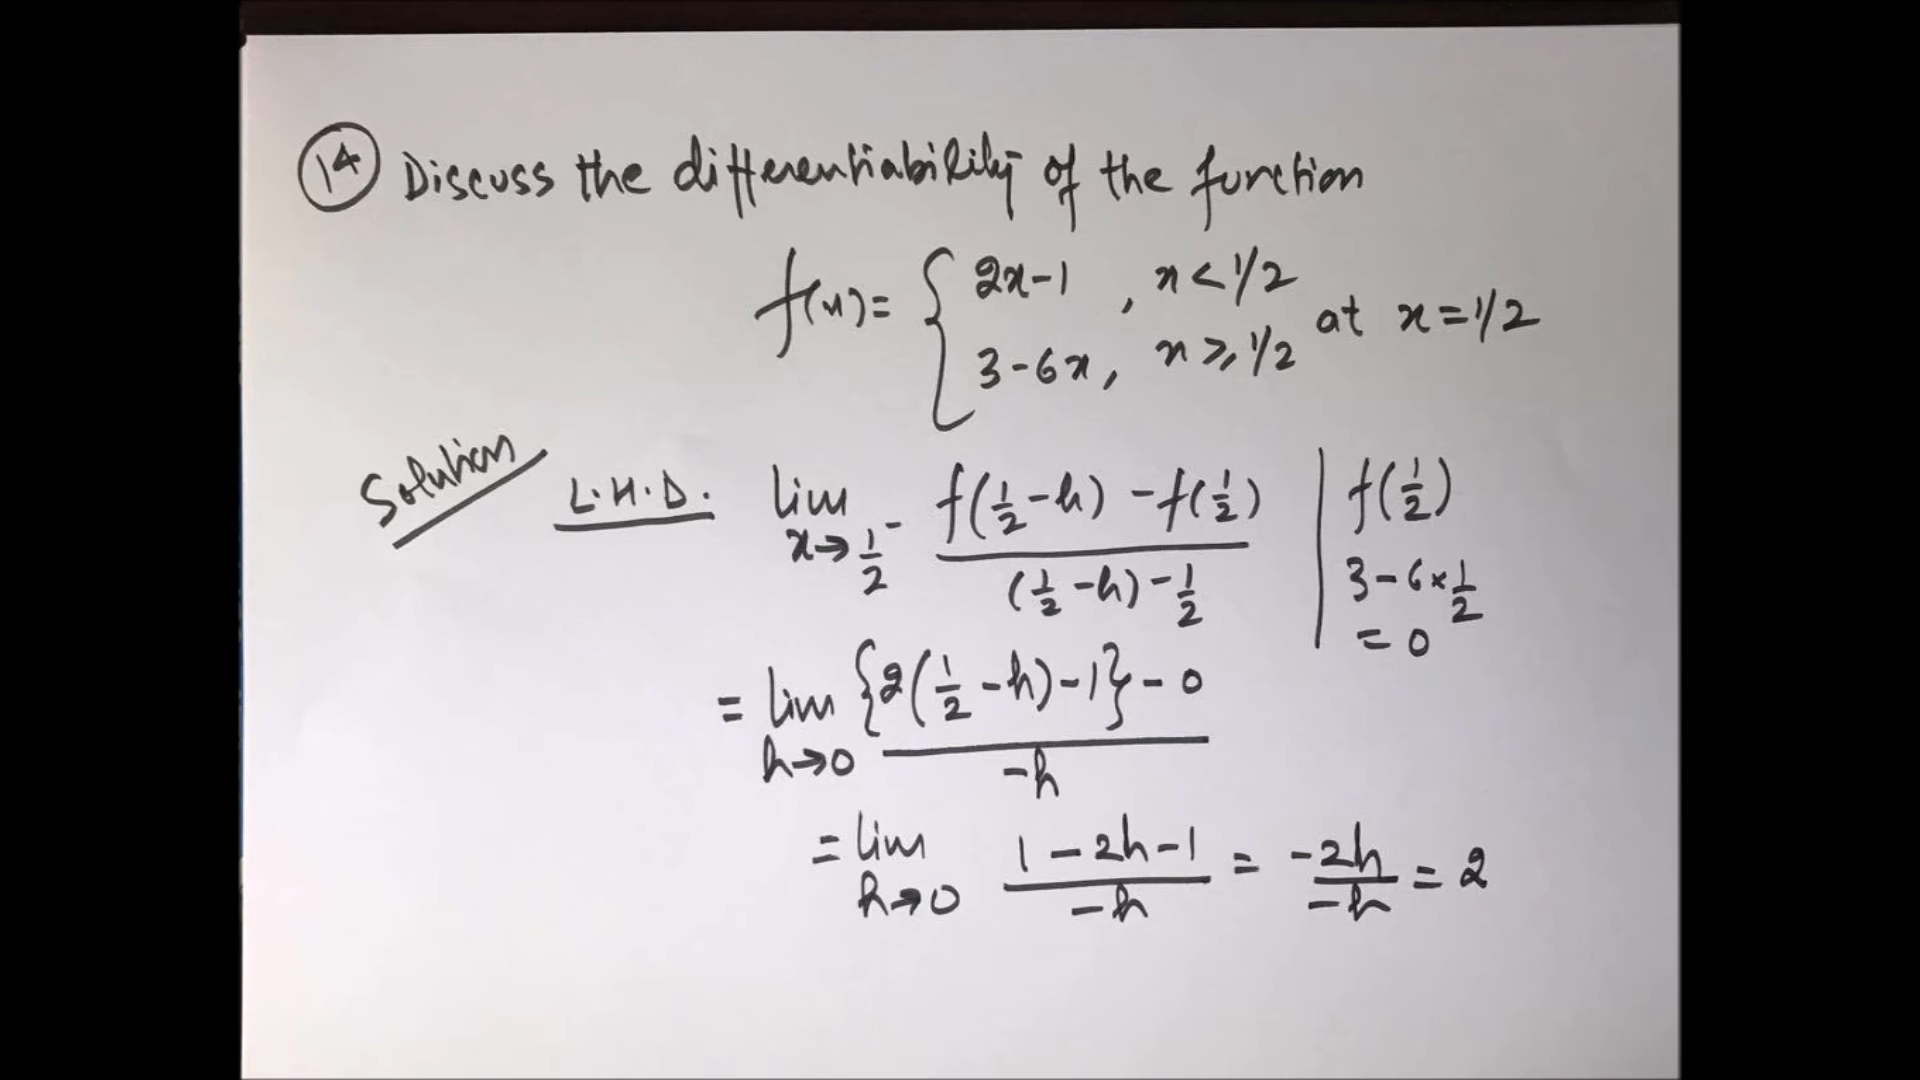 14 Discuss the differentiability of the function
f(x) = { 2x-1 , x < 1/2
3-6x, x ⩾ 1/2 at x = 1/2
Solution L.H.D. lim x→1/2⁻ f(1/2 - h) - f(1/2) / (1/2 - h) - 1/2
f(1/2)
3 - 6 × 1/2
= 0
= lim h→0 {2(1/2 - h) - 1} - 0 / -h
= lim h→0 1 - 2h - 1 / -h = -2h / -h = 2